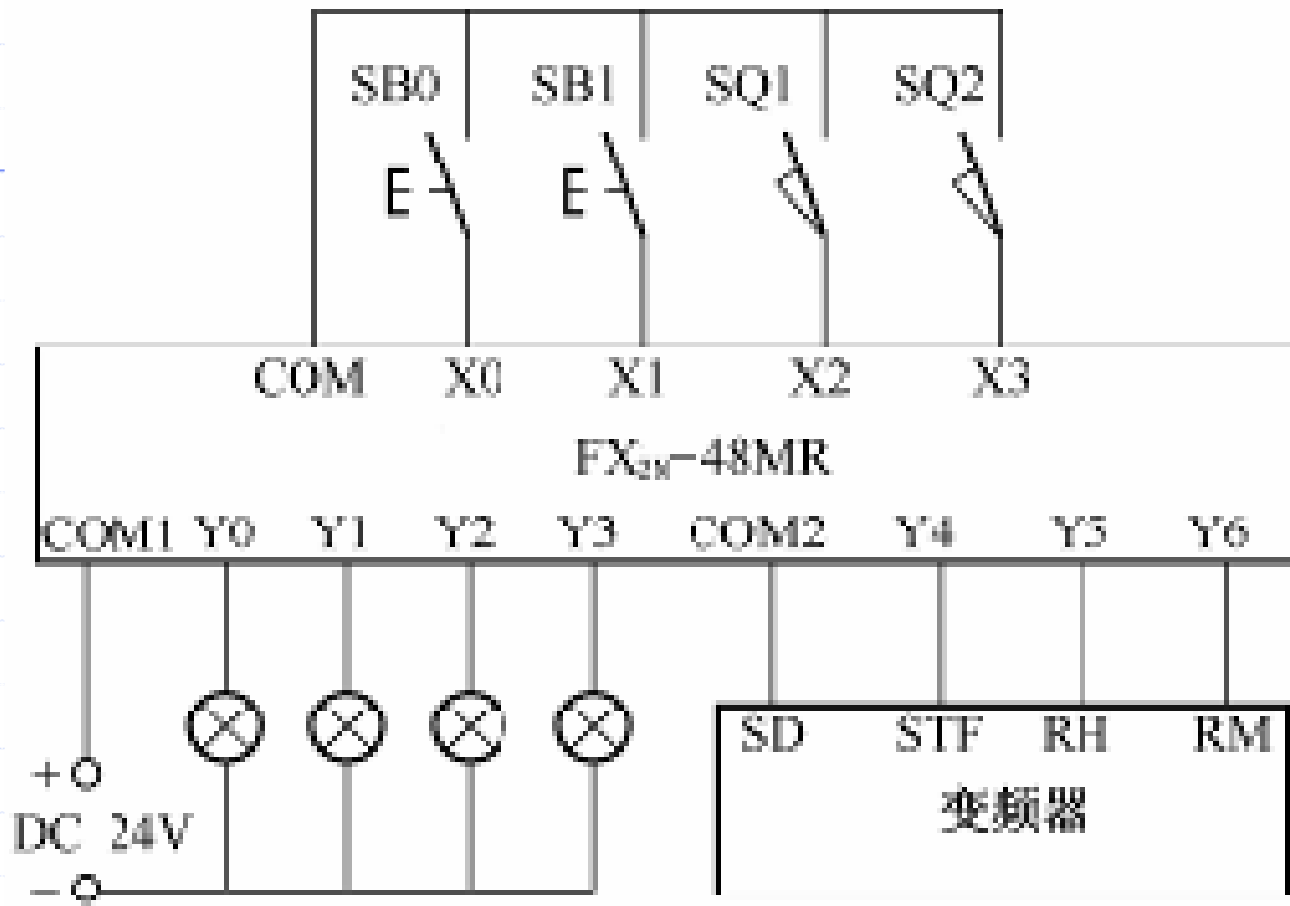 SB0 SB1 SQ1 SQ2
E E
COM X0 X1 X2 X3
FX2N-48MR
COM1 Y0 Y1 Y2 Y3 COM2 Y4 Y5 Y6
SD STF RH RM
+
变频器
DC 24V
-